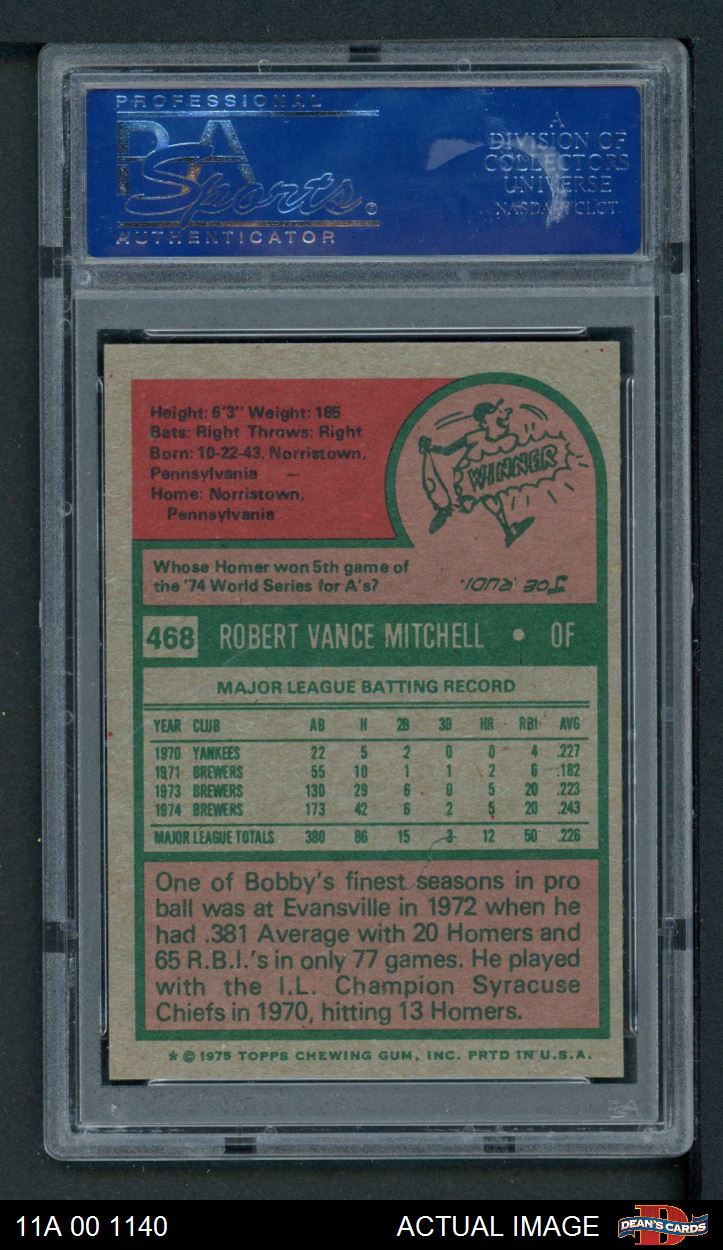 PROFESSIONAL
PSA
Sports
AUTHENTICATOR
A
DIVISION OF
COLLECTORS
UNIVERSE
NASDAQ: CLCT
Height: 6'3" Weight: 185
Bats: Right Throws: Right
Born: 10-22-43, Norristown,
Pennsylvania
Home: Norristown,
Pennsylvania
WINNER
Whose Homer won 5th game of
the '74 World Series for A's?
JOE RUDI.
468 ROBERT VANCE MITCHELL • OF
MAJOR LEAGUE BATTING RECORD
YEAR CLUB AB H 2B 3B HR RBI AVG
1970 YANKEES 22 5 2 0 0 4 .227
1971 BREWERS 55 10 1 1 2 6 .182
1973 BREWERS 130 29 6 0 5 20 .223
1974 BREWERS 173 42 6 2 5 20 .243
MAJOR LEAGUE TOTALS 380 86 15 3 12 50 .226
One of Bobby's finest seasons in pro
ball was at Evansville in 1972 when he
had .381 Average with 20 Homers and
65 R.B.I.'s in only 77 games. He played
with the I.L. Champion Syracuse
Chiefs in 1970, hitting 13 Homers.
* © 1975 TOPPS CHEWING GUM, INC. PRTD IN U.S.A.
PSA
11A 00 1140
ACTUAL IMAGE
DEAN'S CARDS